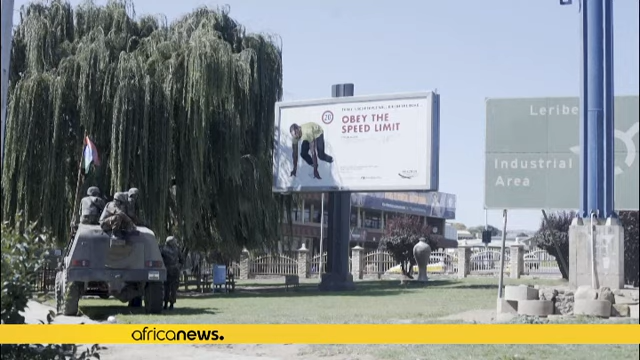 20
OBEY THE
SPEED LIMIT
Leribe
Industrial
Area
africanews.